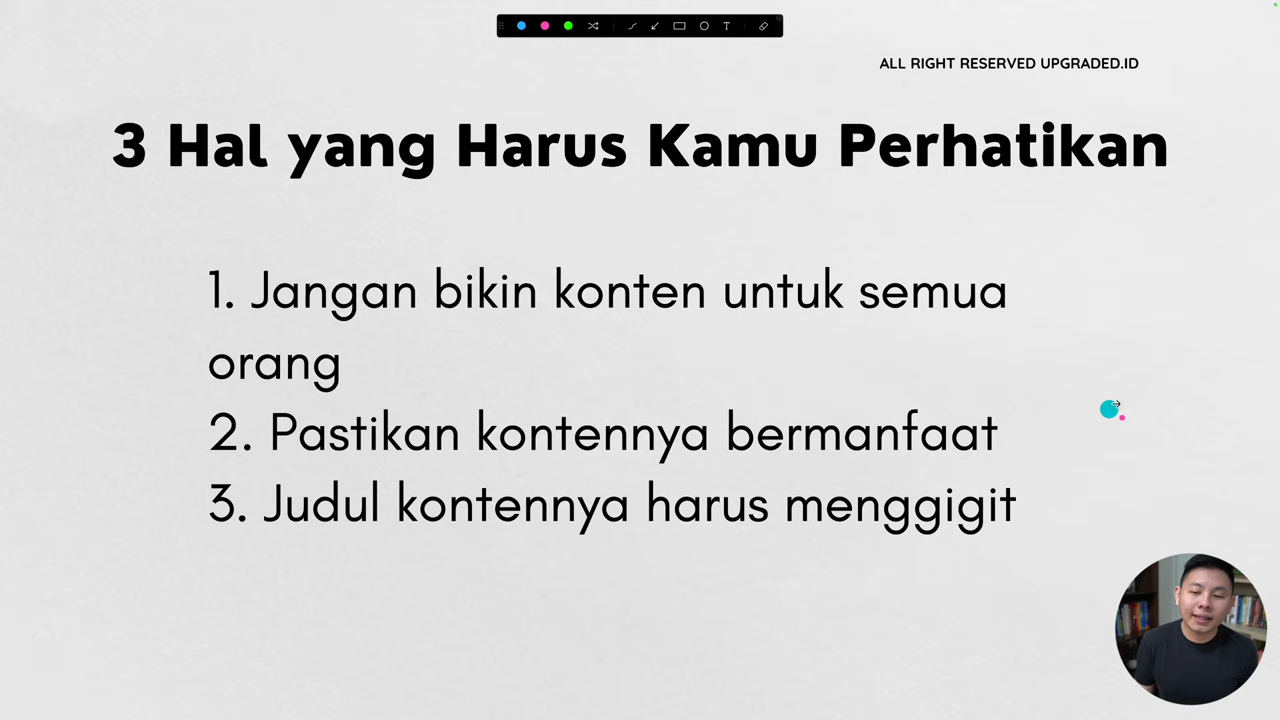 ALL RIGHT RESERVED UPGRADED.ID
3 Hal yang Harus Kamu Perhatikan
1. Jangan bikin konten untuk semua
orang
2. Pastikan kontennya bermanfaat
3. Judul kontennya harus menggigit